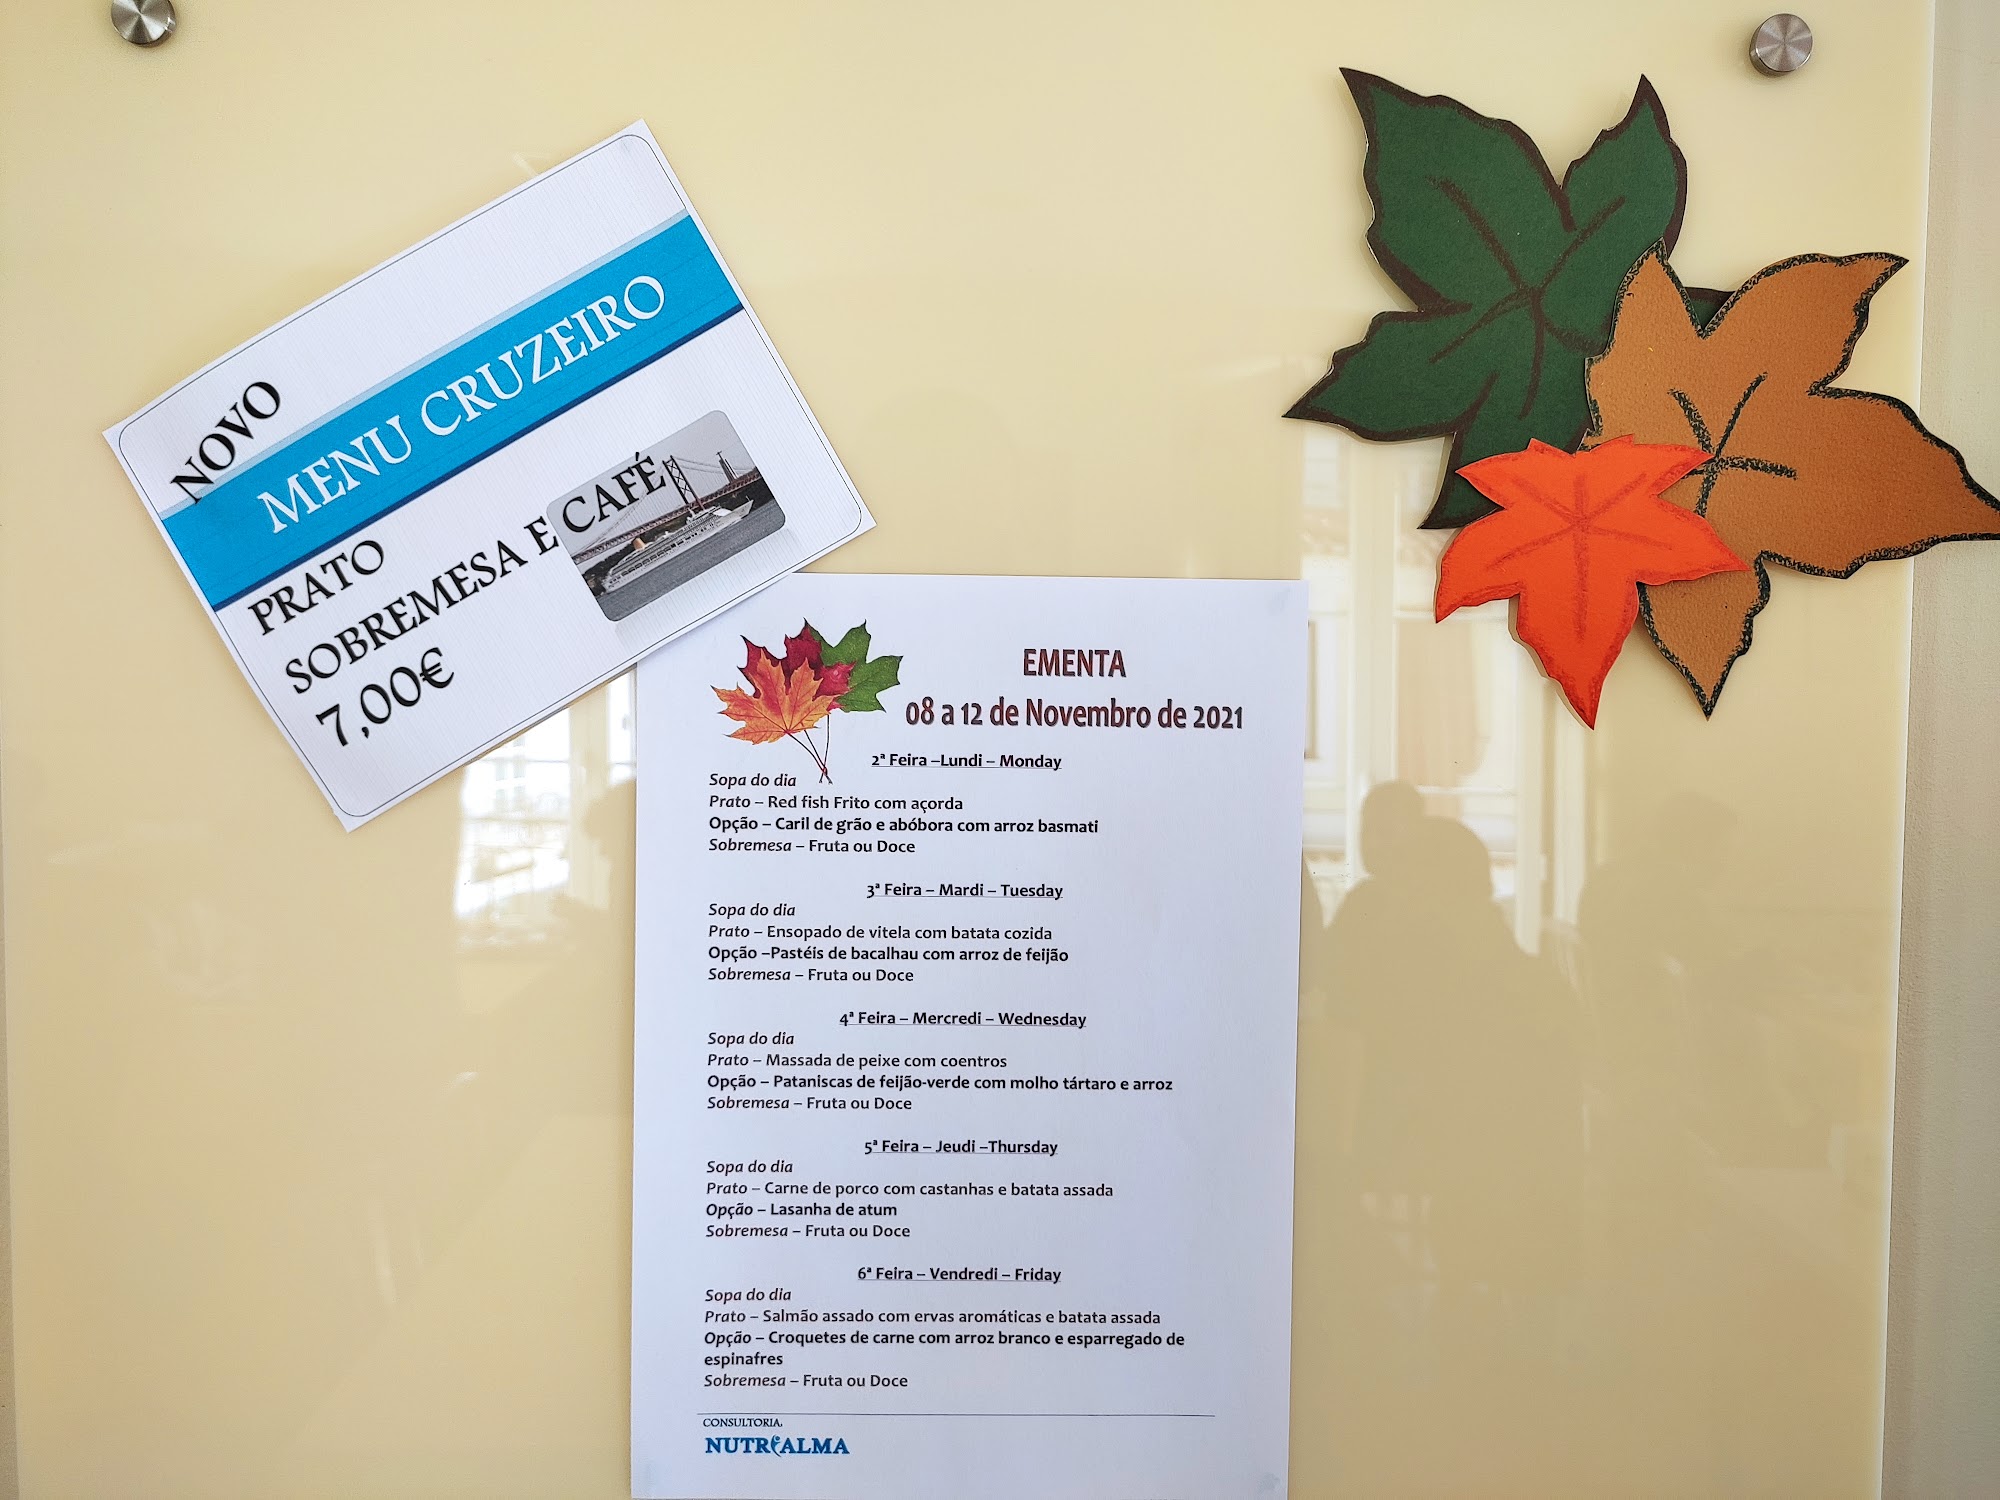 NOVO
MENU CRUZEIRO
PRATO
SOBREMESA E CAFÉ
7,00€
EMENTA
08 a 12 de Novembro de 2021
2ª Feira –Lundi – Monday
Sopa do dia
Prato – Red fish Frito com açorda
Opção – Caril de grão e abóbora com arroz basmati
Sobremesa – Fruta ou Doce
3ª Feira – Mardi – Tuesday
Sopa do dia
Prato – Ensopado de vitela com batata cozida
Opção –Pastéis de bacalhau com arroz de feijão
Sobremesa – Fruta ou Doce
4ª Feira – Mercredi – Wednesday
Sopa do dia
Prato – Massada de peixe com coentros
Opção – Pataniscas de feijão-verde com molho tártaro e arroz
Sobremesa – Fruta ou Doce
5ª Feira – Jeudi –Thursday
Sopa do dia
Prato – Carne de porco com castanhas e batata assada
Opção – Lasanha de atum
Sobremesa – Fruta ou Doce
6ª Feira – Vendredi – Friday
Sopa do dia
Prato – Salmão assado com ervas aromáticas e batata assada
Opção – Croquetes de carne com arroz branco e esparregado de
espinafres
Sobremesa – Fruta ou Doce
CONSULTORIA,
NUTRIALMA